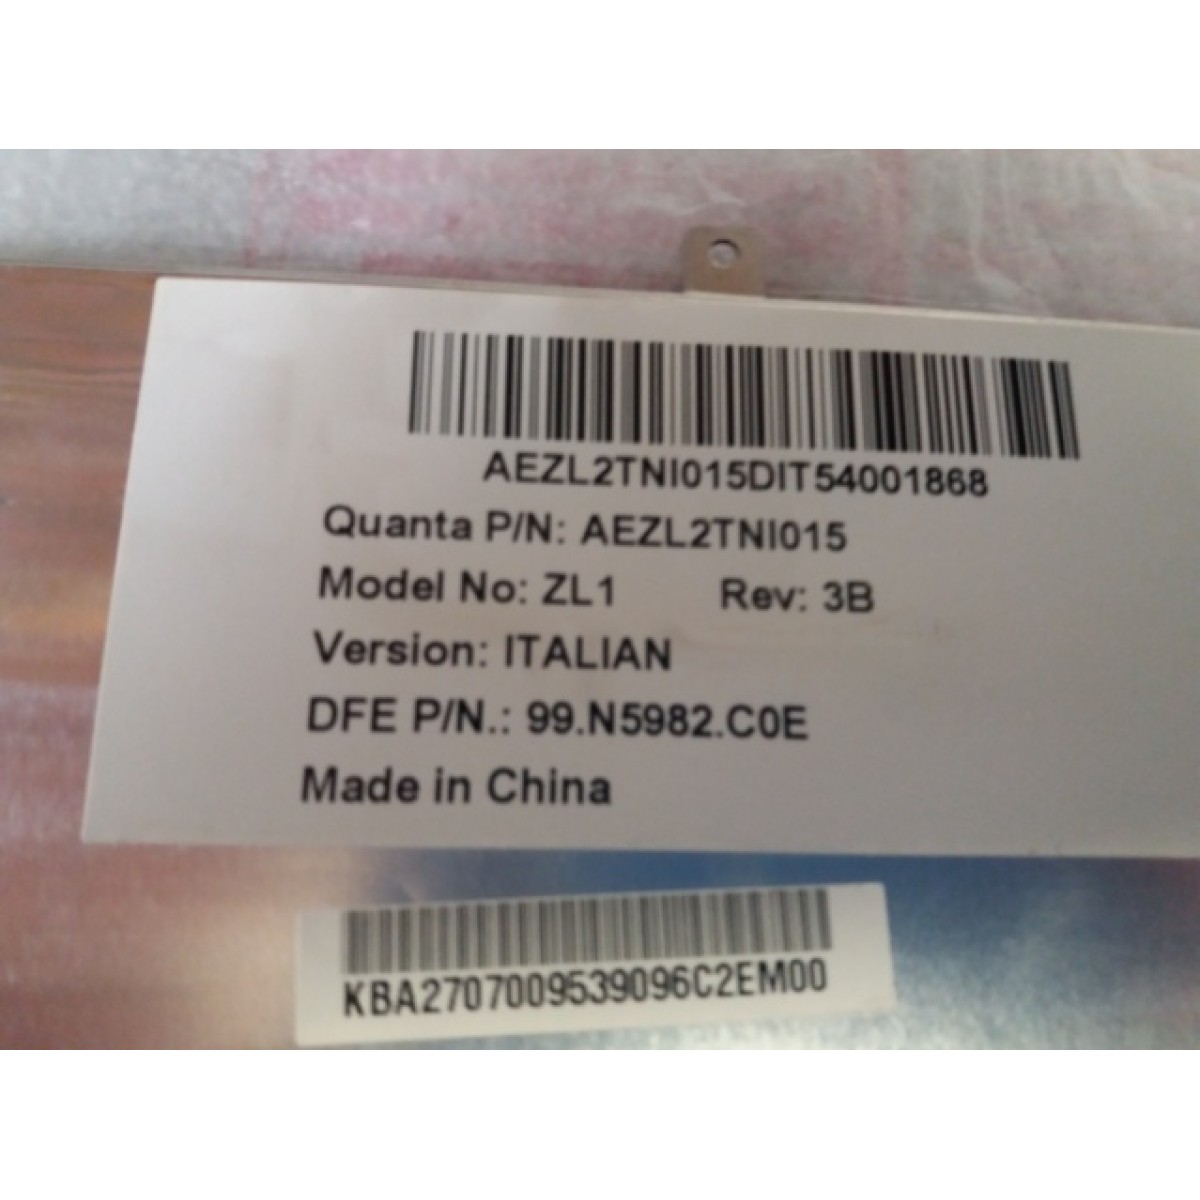 AEZL2TNI015DIT54001868
Quanta P/N: AEZL2TNI015
Model No: ZL1 Rev: 3B
Version: ITALIAN
DFE P/N.: 99.N5982.C0E
Made in China
KBA2707009539096C2EM00